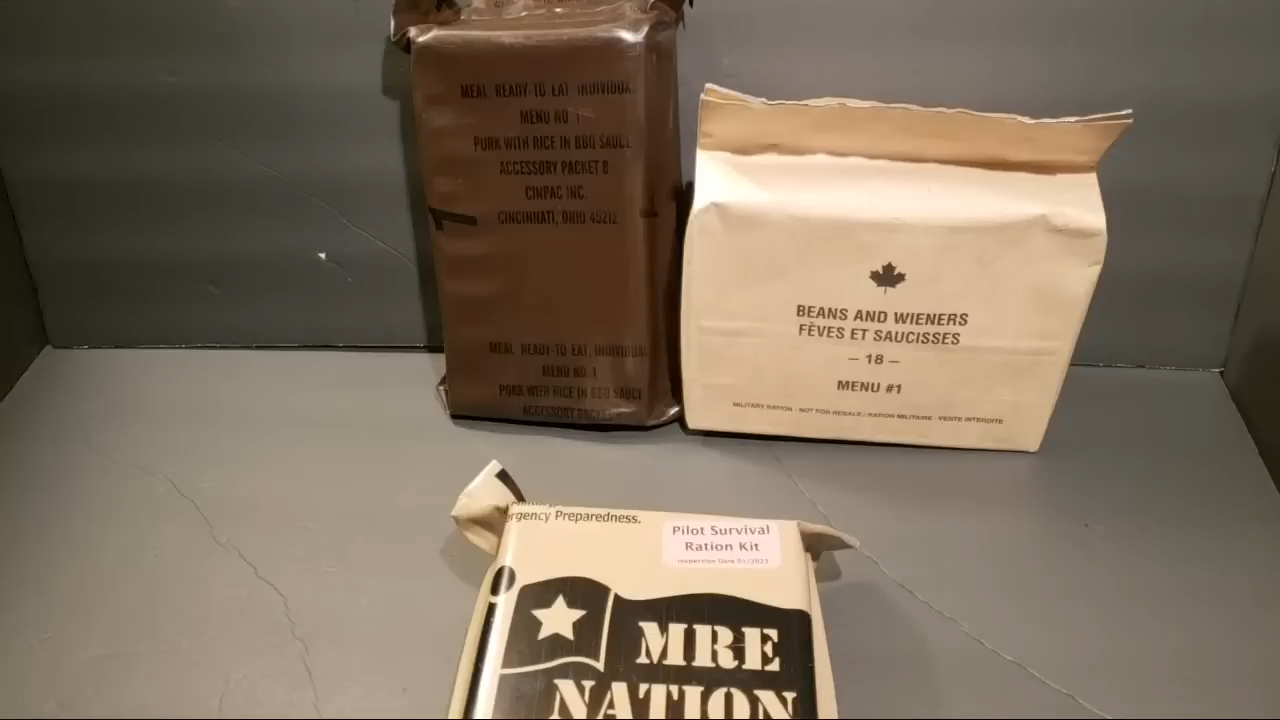 MEAL READY-TO-EAT INDIVIDUAL
MENU NO 1
PORK WITH RICE IN BBQ SAUCE
ACCESSORY PACKET B
CINPAC INC.
CINCINNATI, OHIO 45212
MEAL READY-TO-EAT, INDIVIDUAL
MENU NO 1
PORK WITH RICE IN BBQ SAUCE
ACCESSORY PACKET
BEANS AND WIENERS
FÈVES ET SAUCISSES
– 18 –
MENU #1
MILITARY RATION - NOT FOR RESALE / RATION MILITAIRE - VENTE INTERDITE
rgency Preparedness.
Pilot Survival
Ration Kit
Inspection Date 01/2023
MRE
NATION